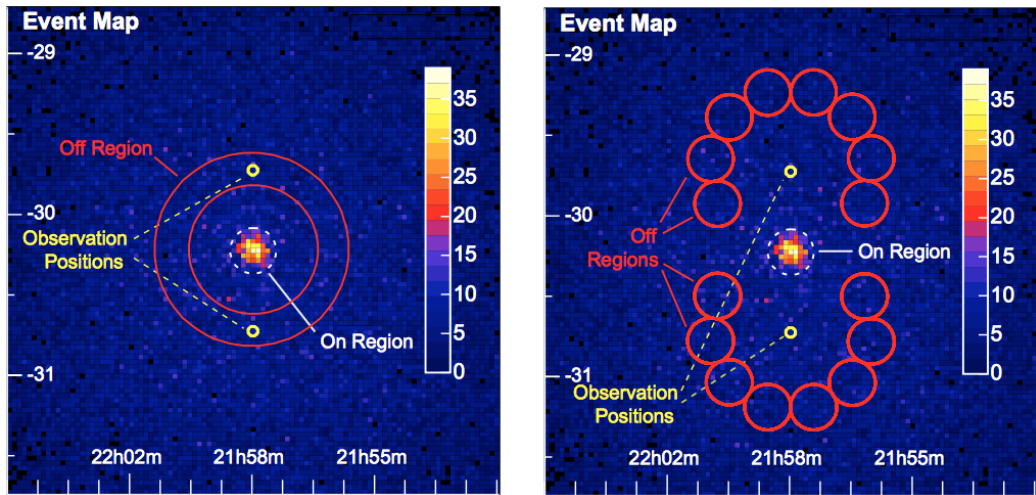 Event Map
-29
-30
-31
Off Region
Observation
Positions
On Region
35
30
25
20
15
10
5
0
22h02m
21h58m
21h55m
Event Map
-29
-30
-31
Off
Regions
On Region
Observation
Positions
35
30
25
20
15
10
5
0
22h02m
21h58m
21h55m